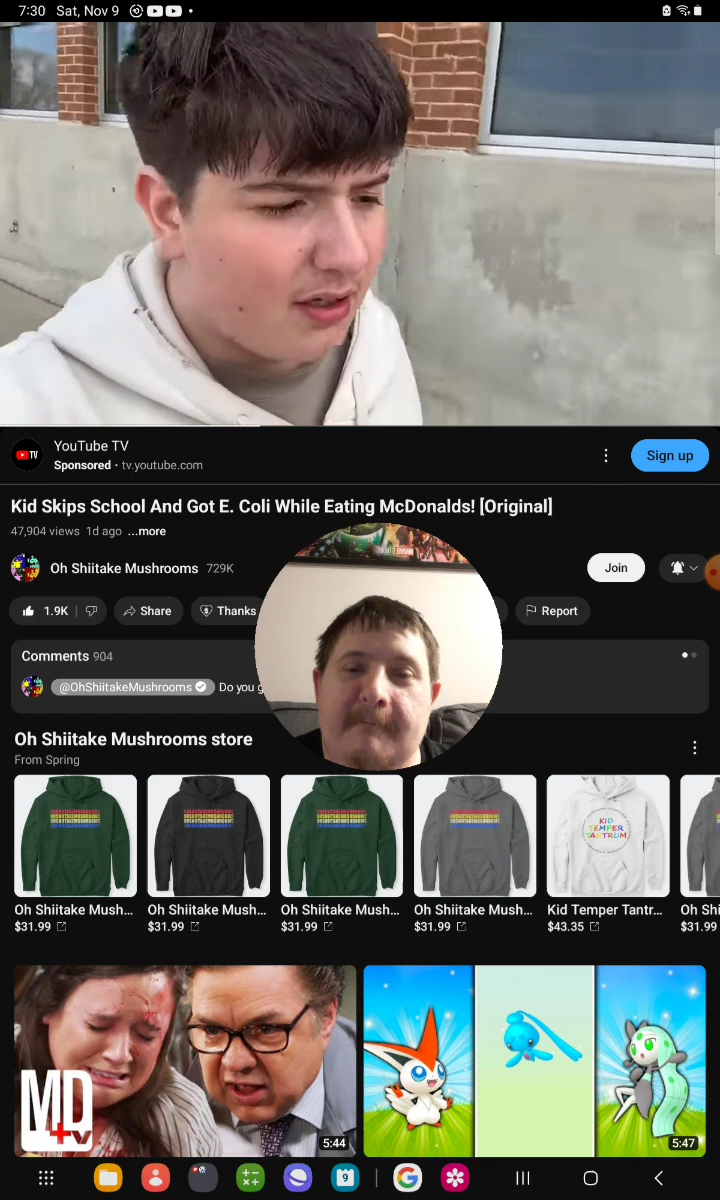 7:30 Sat, Nov 9
YouTube TV
Sponsored · tv.youtube.com
Sign up
TV
Kid Skips School And Got E. Coli While Eating McDonalds! [Original]
47,904 views 1d ago ...more
Oh Shiitake Mushrooms 729K
Join
1.9K
Share
Thanks
Report
Comments 904
@OhShiitakeMushrooms Do you g
Oh Shiitake Mushrooms store
From Spring
KID
TEMPER
TANTRUM
Oh Shiitake Mush...
$31.99
Oh Shiitake Mush...
$31.99
Oh Shiitake Mush...
$31.99
Oh Shiitake Mush...
$31.99
Kid Temper Tantr...
$43.35
Oh Shi
$31.99
MD
TV
5:44
5:47
9